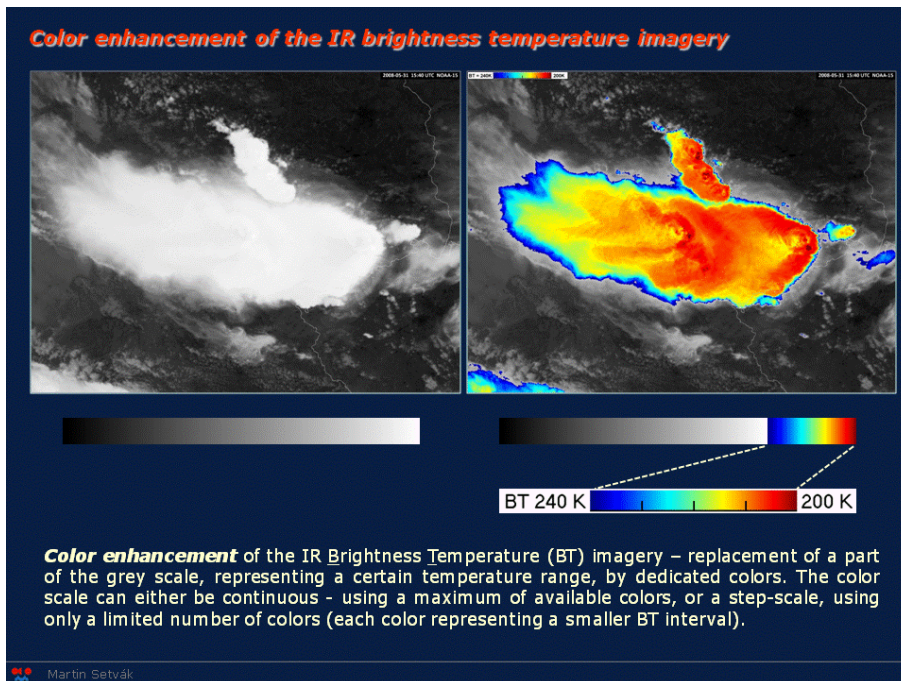 Color enhancement of the IR brightness temperature imagery
2008-05-31 15:40 UTC NOAA-15
BT = 240K 200K 2008-05-31 15:40 UTC NOAA-15
BT 240 K 200 K
Color enhancement of the IR Brightness Temperature (BT) imagery – replacement of a part
of the grey scale, representing a certain temperature range, by dedicated colors. The color
scale can either be continuous - using a maximum of available colors, or a step-scale, using
only a limited number of colors (each color representing a smaller BT interval).
Martin Setvák